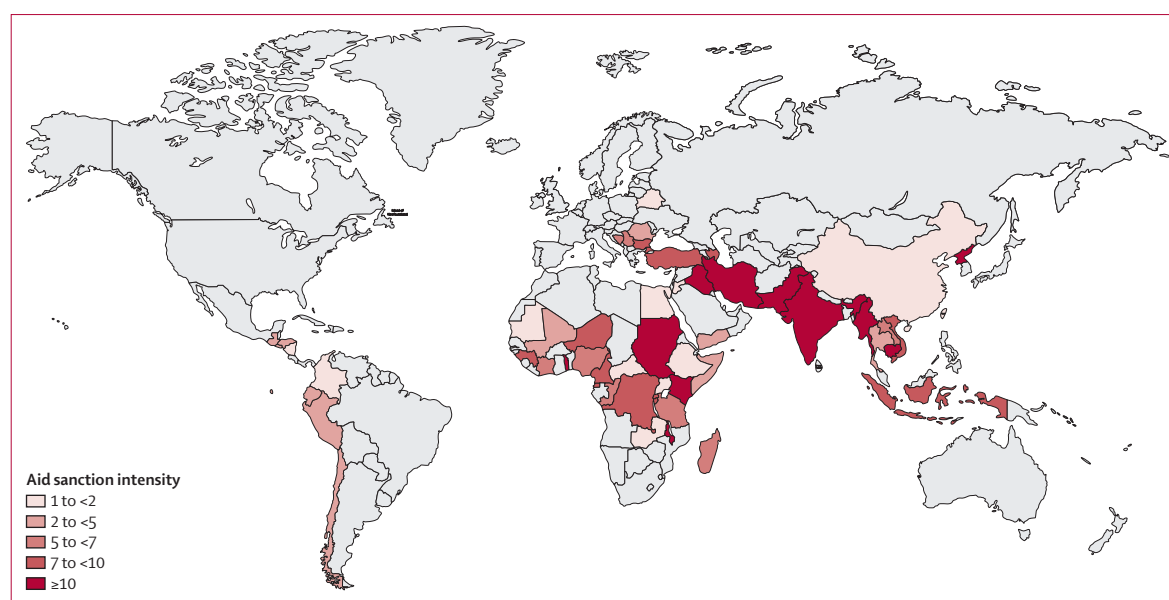 Aid sanction intensity
1 to <2
2 to <5
5 to <7
7 to <10
≥10